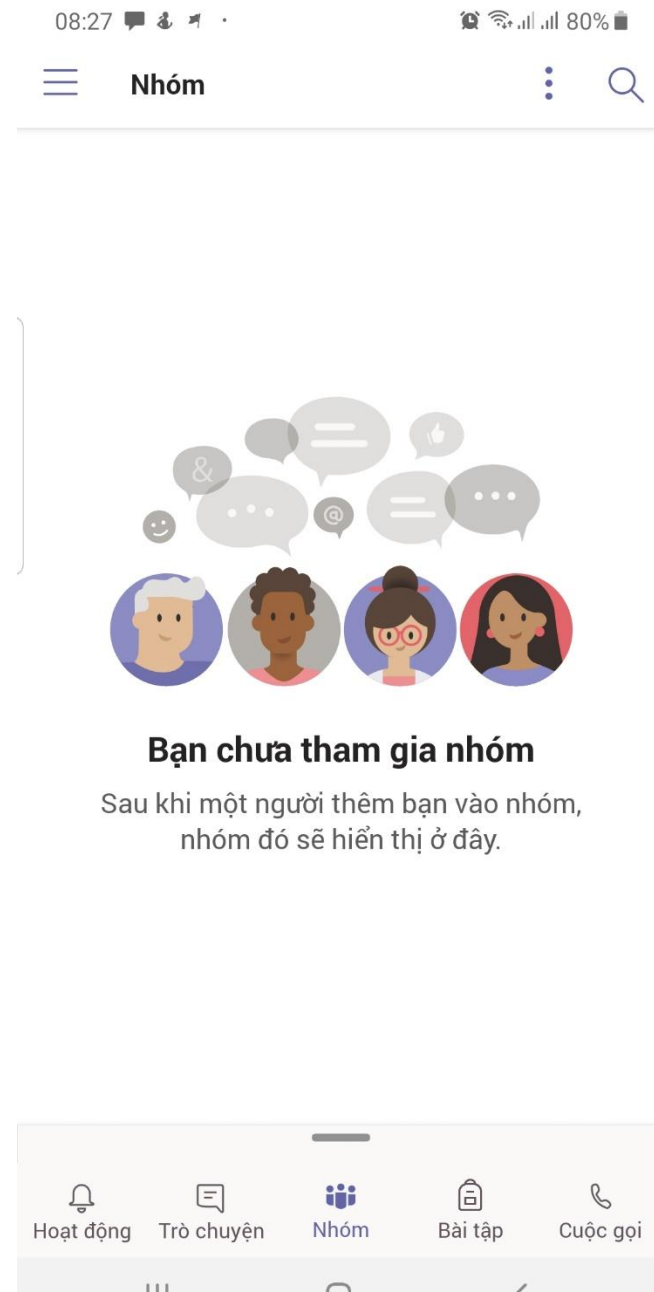 08:27 80%
Nhóm
&
@
Bạn chưa tham gia nhóm
Sau khi một người thêm bạn vào nhóm,
nhóm đó sẽ hiển thị ở đây.
Hoạt động Trò chuyện Nhóm Bài tập Cuộc gọi